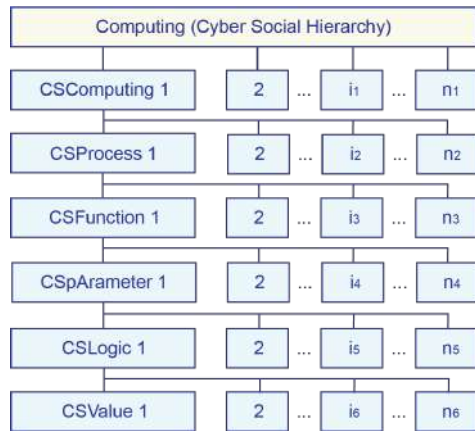 Computing (Cyber Social Hierarchy)
CSComputing 1 2 ... i1 ... n1
CSProcess 1 2 ... i2 ... n2
CSFunction 1 2 ... i3 ... n3
CSpArameter 1 2 ... i4 ... n4
CSLogic 1 2 ... i5 ... n5
CSValue 1 2 ... i6 ... n6